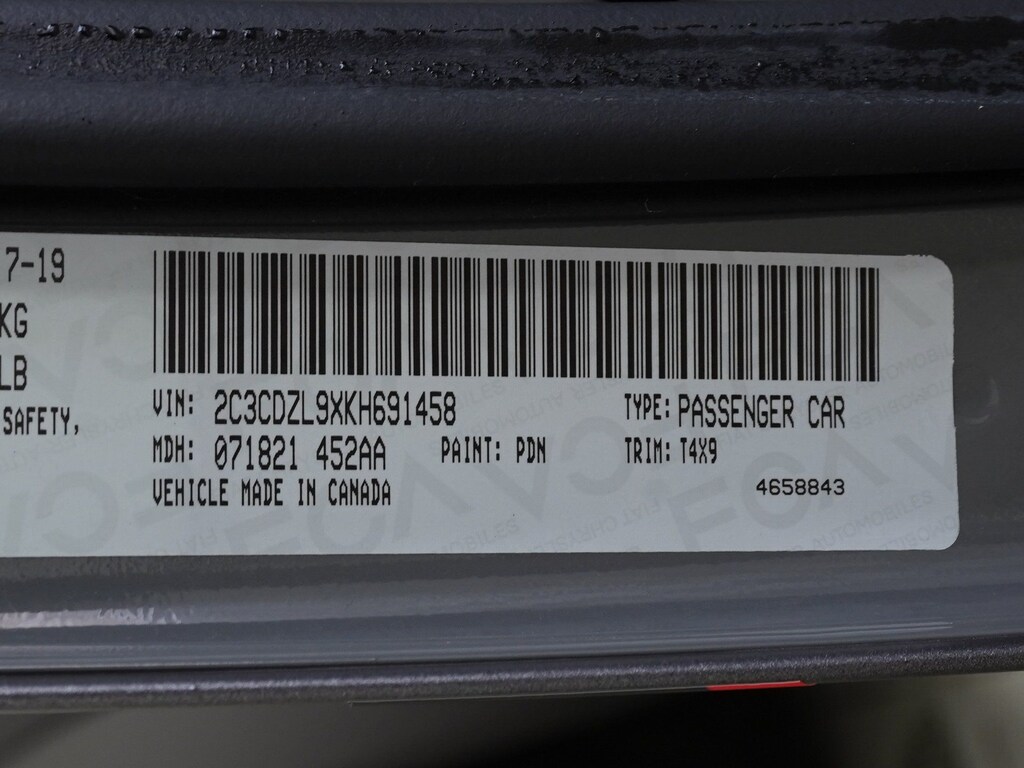 7-19
KG
LB
SAFETY,
VIN: 2C3CDZL9XKH691458 TYPE: PASSENGER CAR
MDH: 071821 452AA PAINT: PDN TRIM: T4X9
VEHICLE MADE IN CANADA 4658843